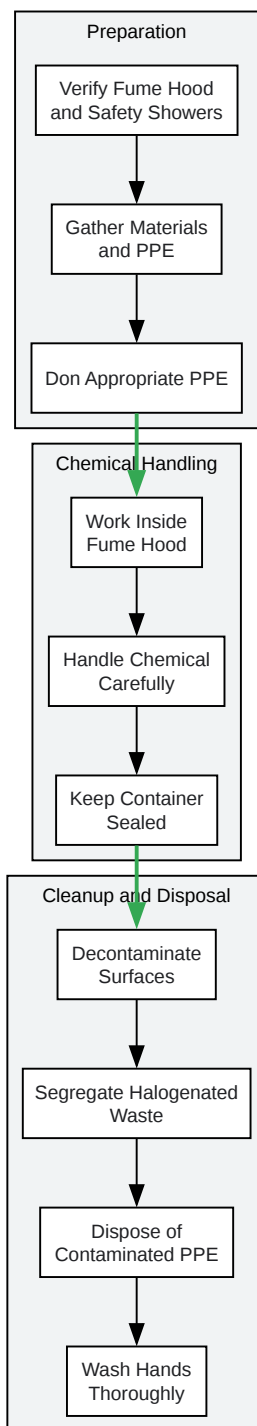 Preparation
Verify Fume Hood
and Safety Showers
Gather Materials
and PPE
Don Appropriate PPE
Chemical Handling
Work Inside
Fume Hood
Handle Chemical
Carefully
Keep Container
Sealed
Cleanup and Disposal
Decontaminate
Surfaces
Segregate Halogenated
Waste
Dispose of
Contaminated PPE
Wash Hands
Thoroughly